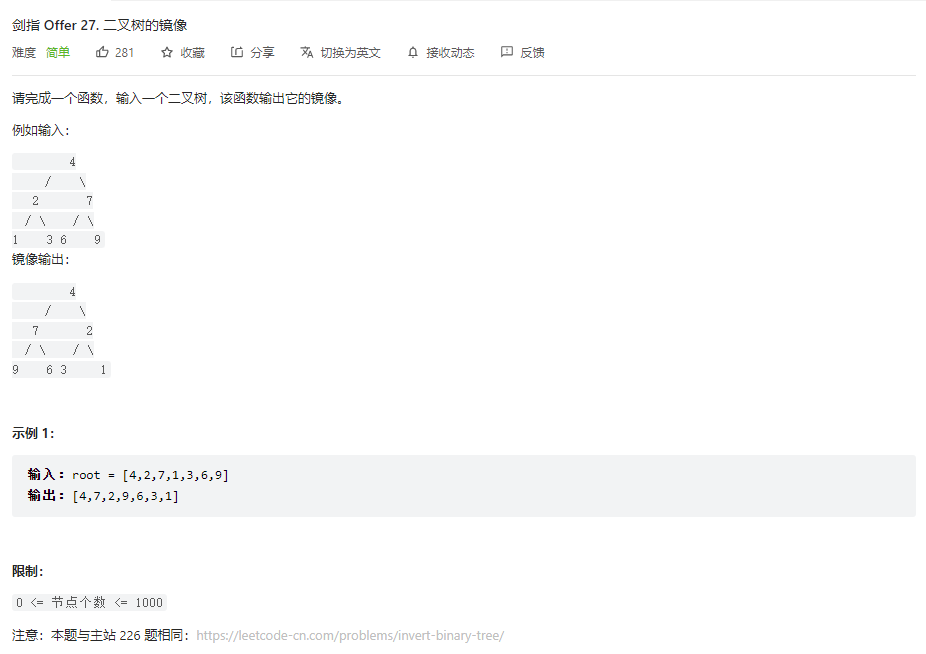 剑指 Offer 27. 二叉树的镜像
难度 简单 281 收藏 分享 切换为英文 接收动态 反馈
请完成一个函数，输入一个二叉树，该函数输出它的镜像。
例如输入：
4
/ \
2 7
/ \ / \
1 3 6 9
镜像输出：
4
/ \
7 2
/ \ / \
9 6 3 1
示例 1：
输入：root = [4,2,7,1,3,6,9]
输出：[4,7,2,9,6,3,1]
限制：
0 <= 节点个数 <= 1000
注意：本题与主站 226 题相同：https://leetcode-cn.com/problems/invert-binary-tree/